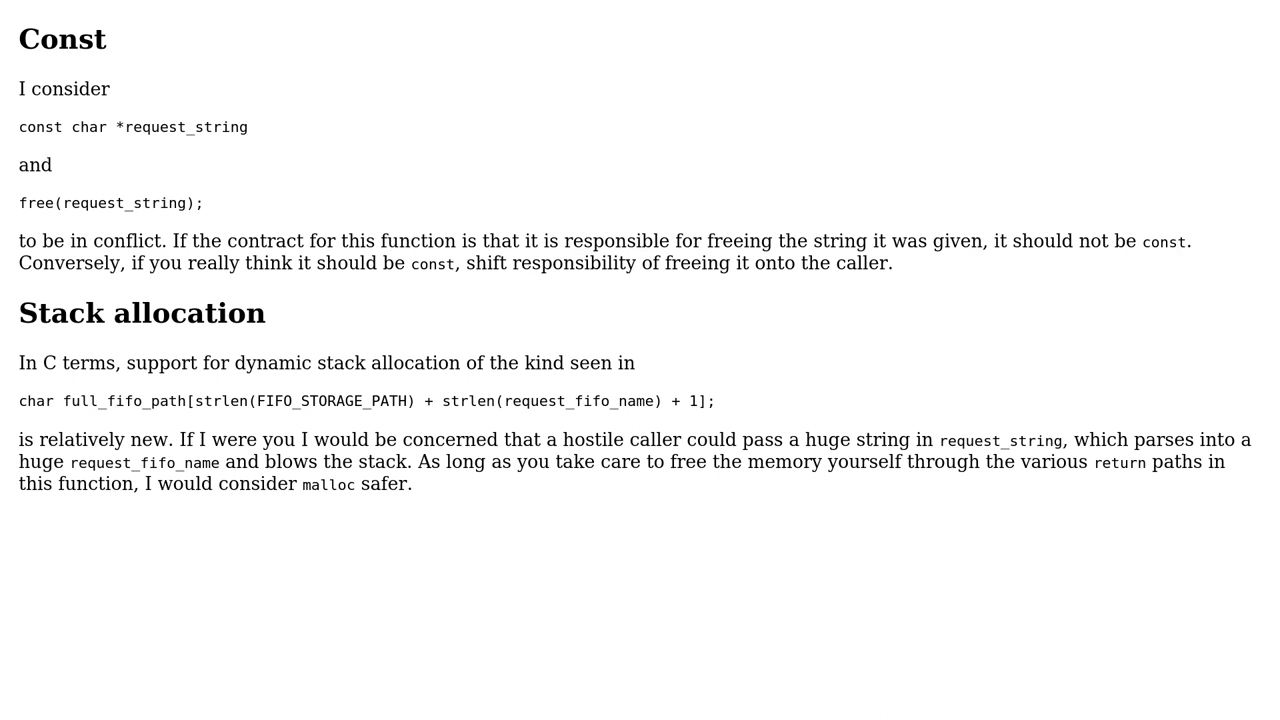 Const
I consider
const char *request_string
and
free(request_string);
to be in conflict. If the contract for this function is that it is responsible for freeing the string it was given, it should not be const.
Conversely, if you really think it should be const, shift responsibility of freeing it onto the caller.
Stack allocation
In C terms, support for dynamic stack allocation of the kind seen in
char full_fifo_path[strlen(FIFO_STORAGE_PATH) + strlen(request_fifo_name) + 1];
is relatively new. If I were you I would be concerned that a hostile caller could pass a huge string in request_string, which parses into a
huge request_fifo_name and blows the stack. As long as you take care to free the memory yourself through the various return paths in
this function, I would consider malloc safer.